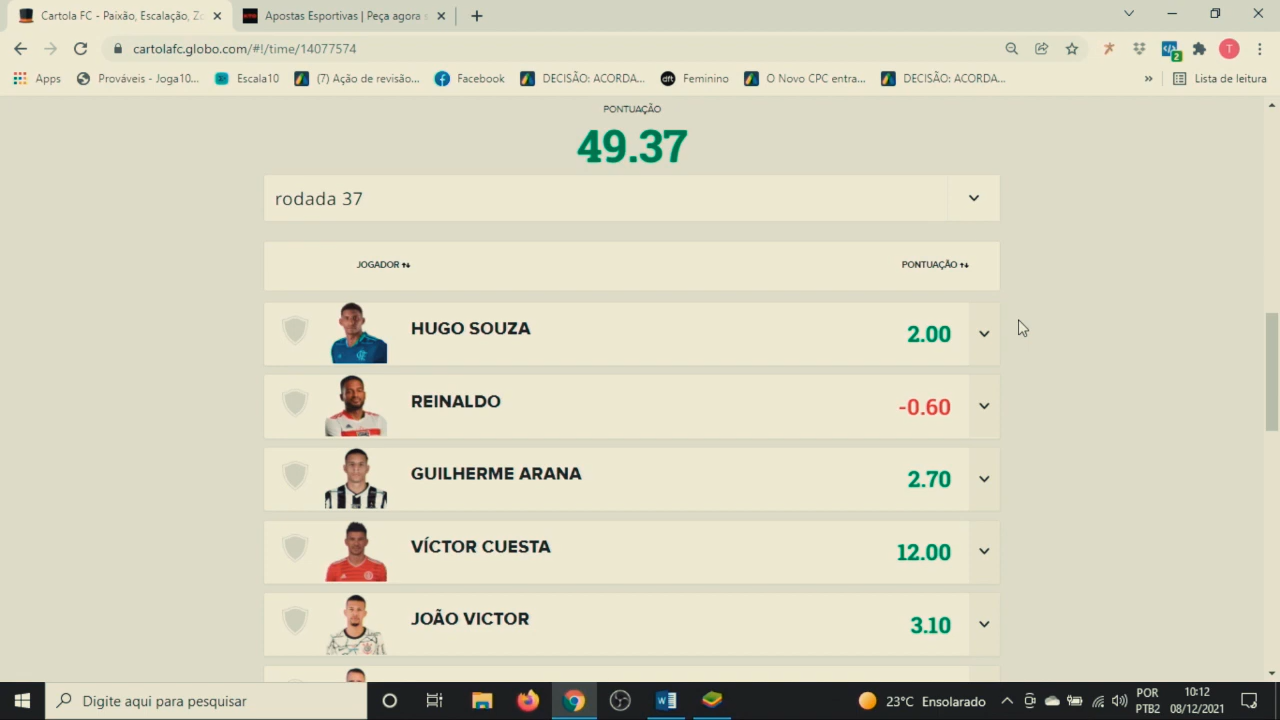 Cartola FC - Paixão, Escalação, Zo
Apostas Esportivas | Peça agora s
cartolafc.globo.com/#!/time/14077574
2
T
Apps
Prováveis - Joga10...
Escala10
(7) Ação de revisão...
Facebook
DECISÃO: ACORDA...
Feminino
O Novo CPC entra...
DECISÃO: ACORDA...
»
Lista de leitura
PONTUAÇÃO
49.37
rodada 37
JOGADOR
PONTUAÇÃO
HUGO SOUZA
2.00
REINALDO
-0.60
GUILHERME ARANA
2.70
VÍCTOR CUESTA
12.00
JOÃO VICTOR
3.10
Digite aqui para pesquisar
23°C Ensolarado
POR
PTB2
10:12
08/12/2021